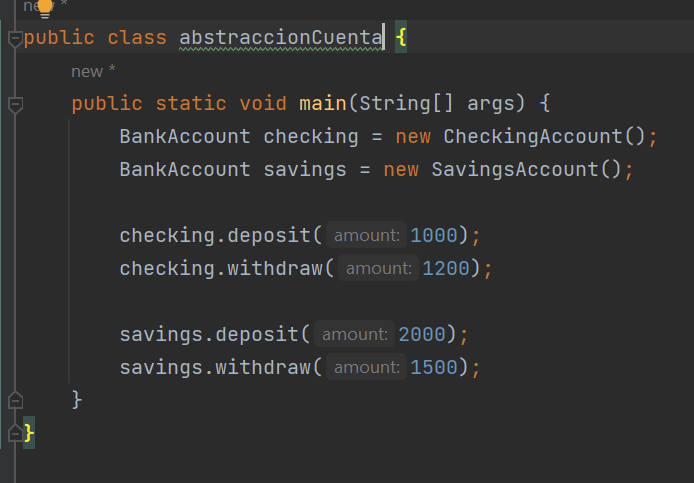 new *
public class abstraccionCuenta {
new *
public static void main(String[] args) {
BankAccount checking = new CheckingAccount();
BankAccount savings = new SavingsAccount();
checking.deposit( amount: 1000);
checking.withdraw( amount: 1200);
savings.deposit( amount: 2000);
savings.withdraw( amount: 1500);
}
}